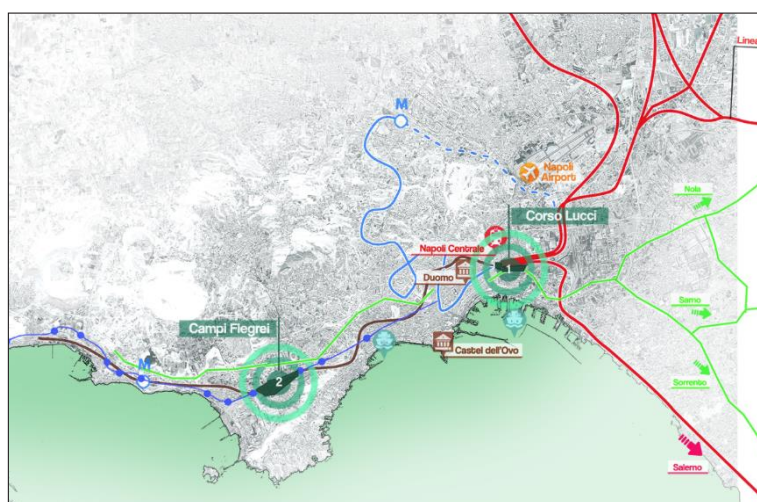 Linea
M
Napoli
Airport
Nola
Corso Lucci
Napoli Centrale
1
Duomo
Sarno
Campi Flegrei
Castel dell'Ovo
M
2
Sorrento
Salerno